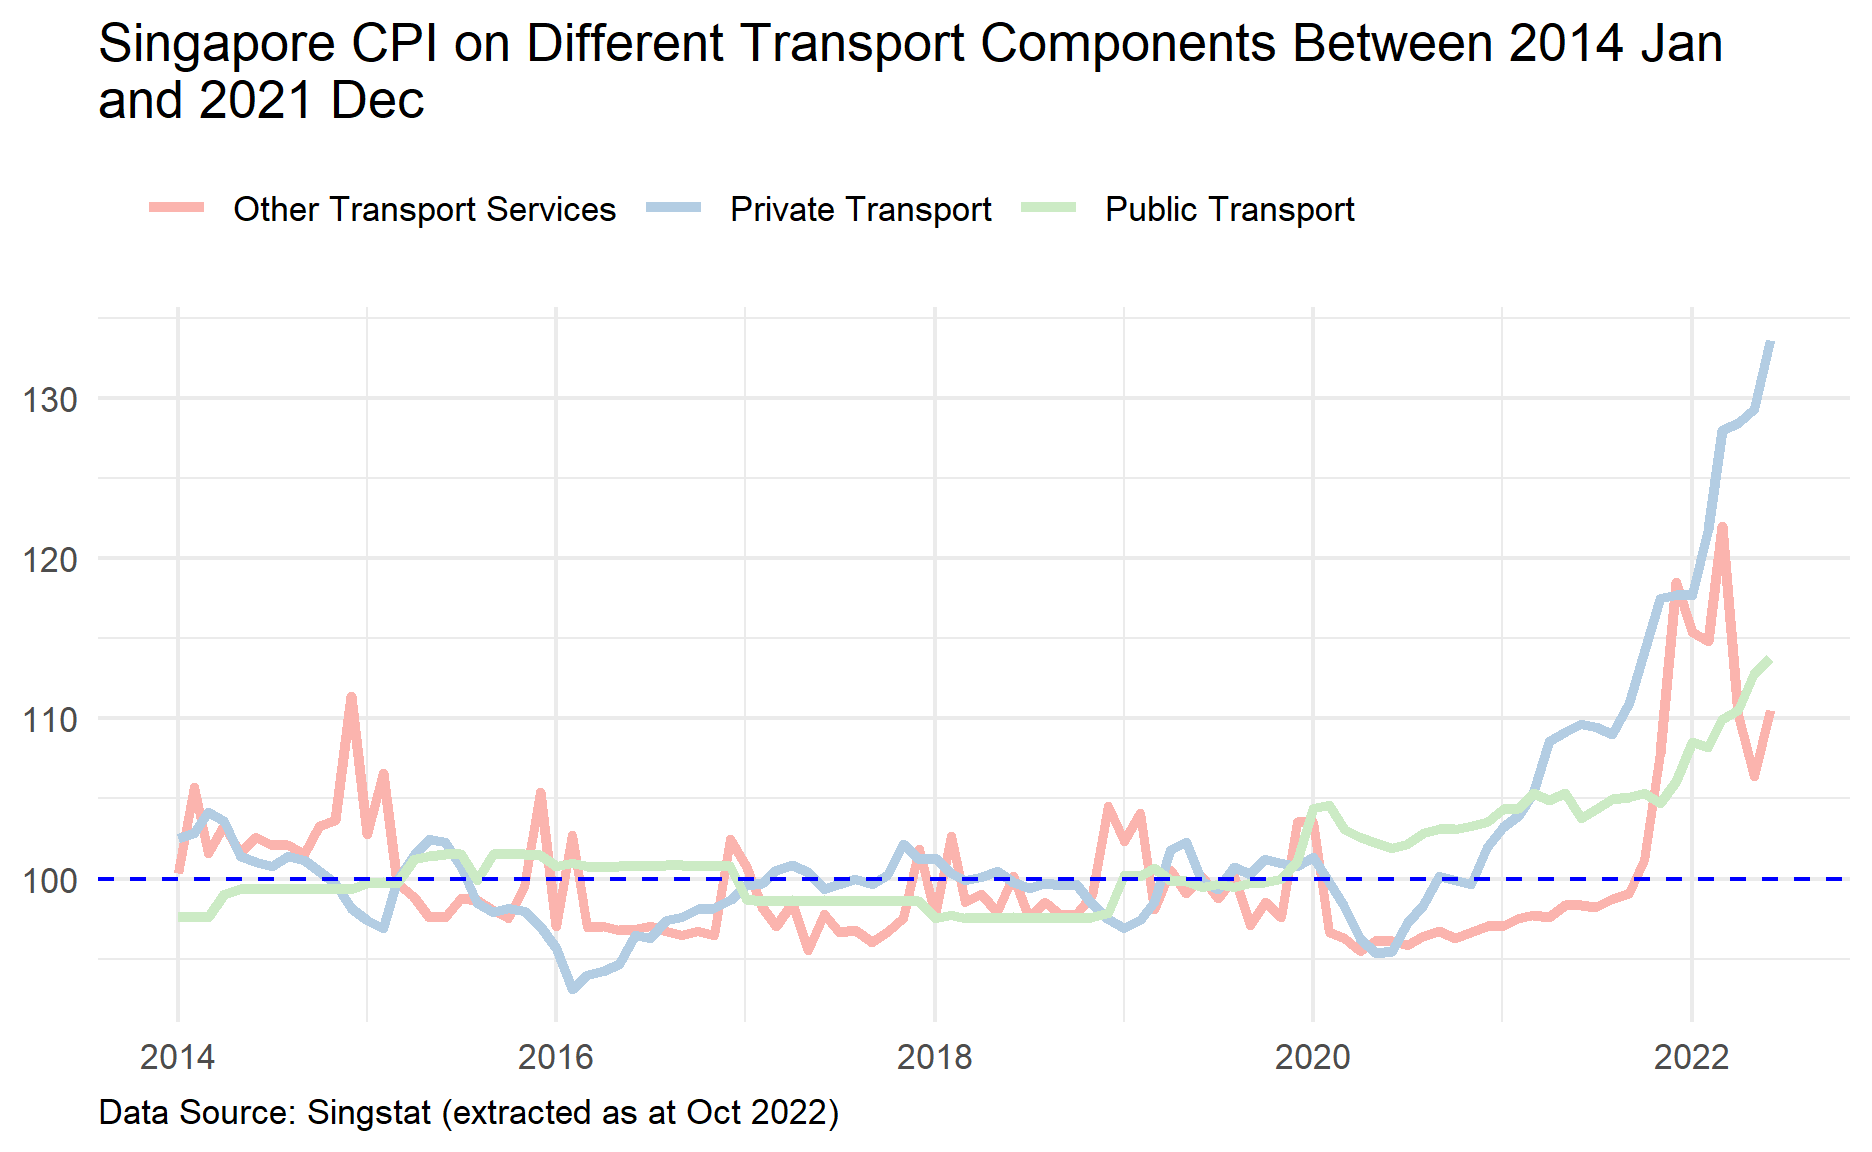 Singapore CPI on Different Transport Components Between 2014 Jan
and 2021 Dec
Other Transport Services Private Transport Public Transport
130
120
110
100
2014 2016 2018 2020 2022
Data Source: Singstat (extracted as at Oct 2022)